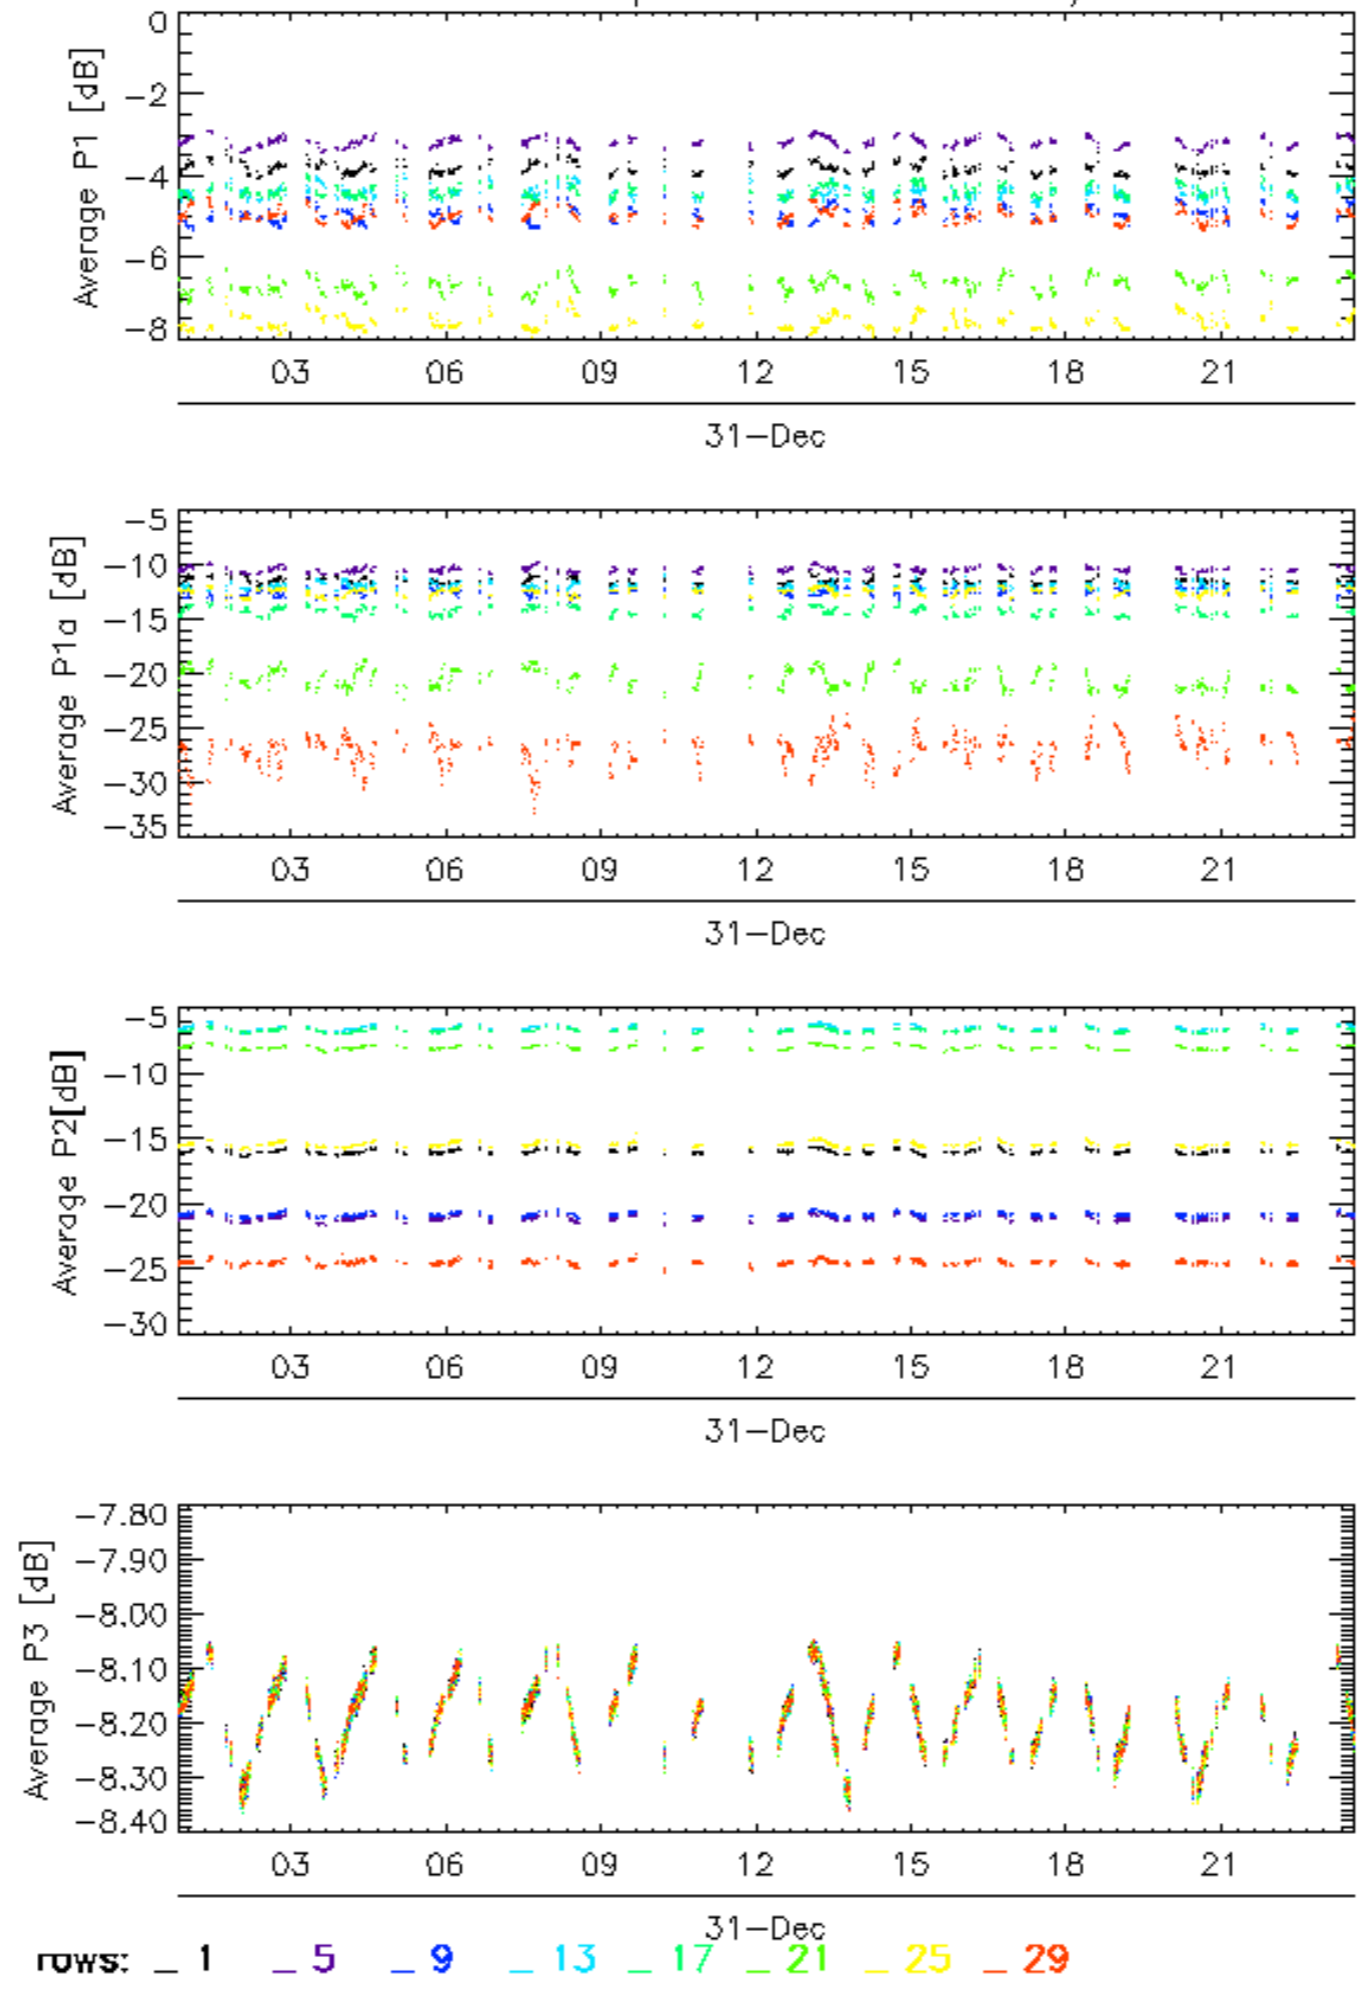 0
−2
−4
−6
−8
Average P1 [dB]
03 06 09 12 15 18 21
31−Dec
−5
−10
−15
−20
−25
−30
−35
Average P1a [dB]
03 06 09 12 15 18 21
31−Dec
−5
−10
−15
−20
−25
−30
Average P2[dB]
03 06 09 12 15 18 21
31−Dec
−7.80
−7.90
−8.00
−8.10
−8.20
−8.30
−8.40
Average P3 [dB]
03 06 09 12 15 18 21
31−Dec
rows: _ 1 _ 5 _ 9 _ 13 _ 17 _ 21 _ 25 _ 29